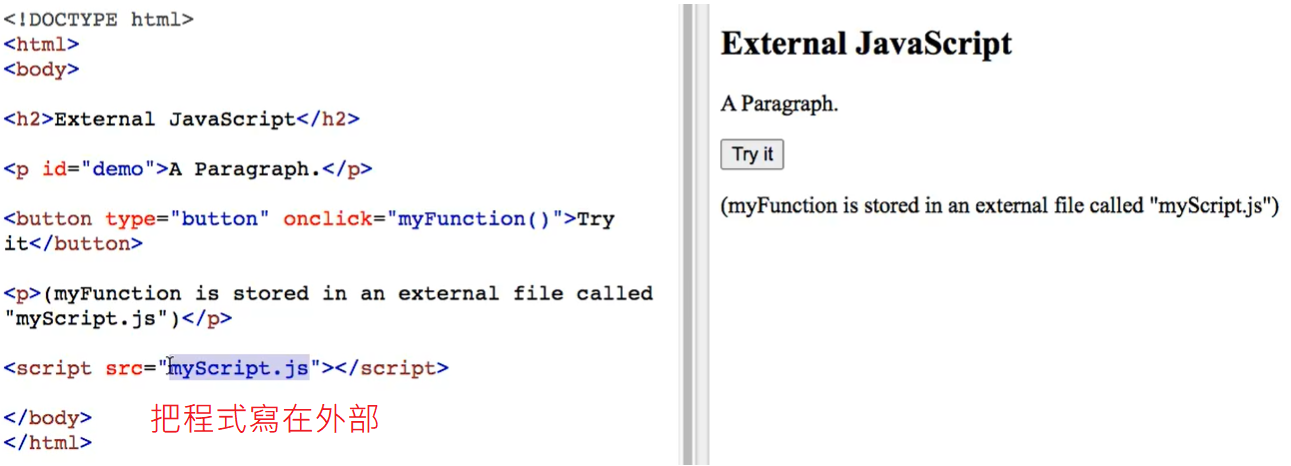 <!DOCTYPE html>
<html>
<body>
<h2>External JavaScript</h2>
<p id="demo">A Paragraph.</p>
<button type="button" onclick="myFunction()">Try
it</button>
<p>(myFunction is stored in an external file called
"myScript.js")</p>
<script src="myScript.js"></script>
</body>
</html>
把程式寫在外部
External JavaScript
A Paragraph.
Try it
(myFunction is stored in an external file called "myScript.js")